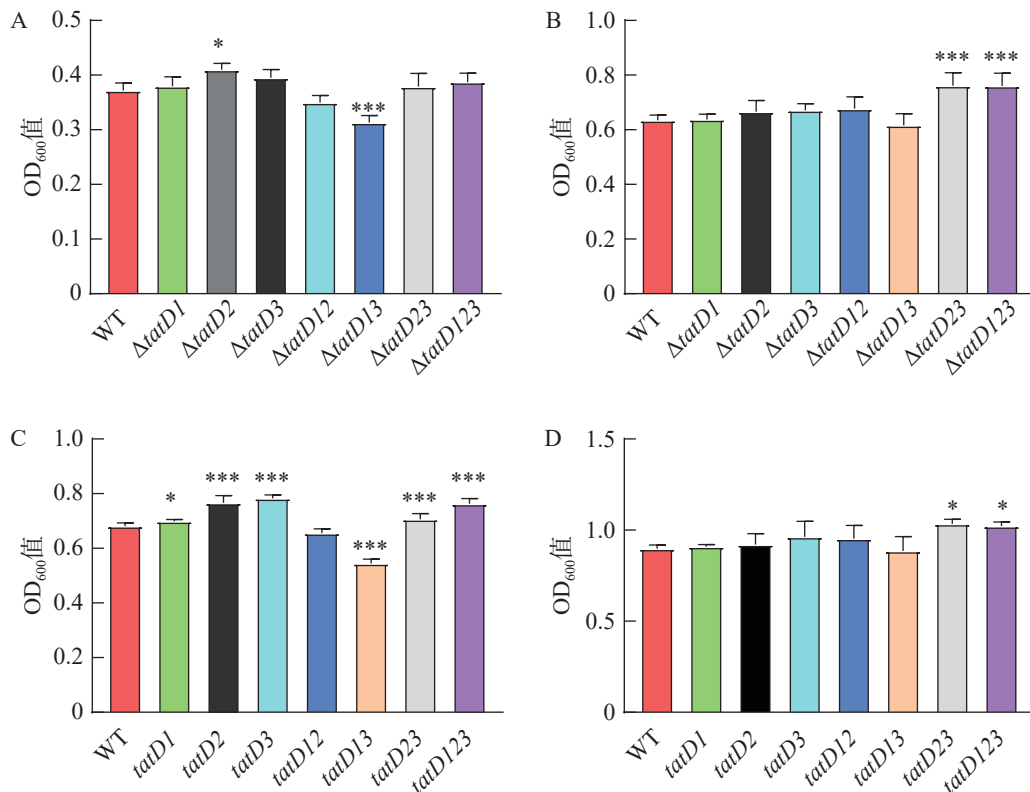 A
0.5
0.4
0.3
0.2
0.1
0
OD600值
*
***
WT
ΔtatD1
ΔtatD2
ΔtatD3
ΔtatD12
ΔtatD13
ΔtatD23
ΔtatD123
B
1.0
0.8
0.6
0.4
0.2
0
OD600值
***
***
WT
ΔtatD1
ΔtatD2
ΔtatD3
ΔtatD12
ΔtatD13
ΔtatD23
ΔtatD123
C
1.0
0.8
0.6
0.4
0.2
0
OD600值
*
***
***
***
***
***
WT
tatD1
tatD2
tatD3
tatD12
tatD13
tatD23
tatD123
D
1.5
1.0
0.5
0
OD600值
*
*
WT
tatD1
tatD2
tatD3
tatD12
tatD13
tatD23
tatD123